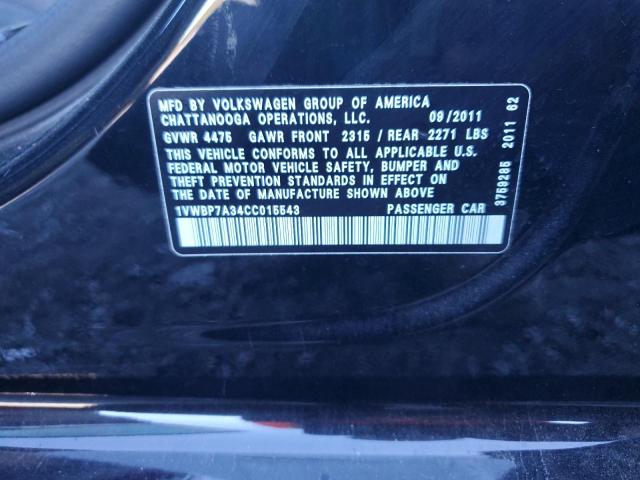 MFD BY VOLKSWAGEN GROUP OF AMERICA
CHATTANOOGA OPERATIONS, LLC. 09/2011
GVWR 4475 GAWR FRONT 2315 / REAR 2271 LBS
THIS VEHICLE CONFORMS TO ALL APPLICABLE U.S.
FEDERAL MOTOR VEHICLE SAFETY, BUMPER AND
THEFT PREVENTION STANDARDS IN EFFECT ON
THE DATE OF MANUFACTURE SHOWN ABOVE
1VWBP7A34CC015543 PASSENGER CAR
3759285 2011 62